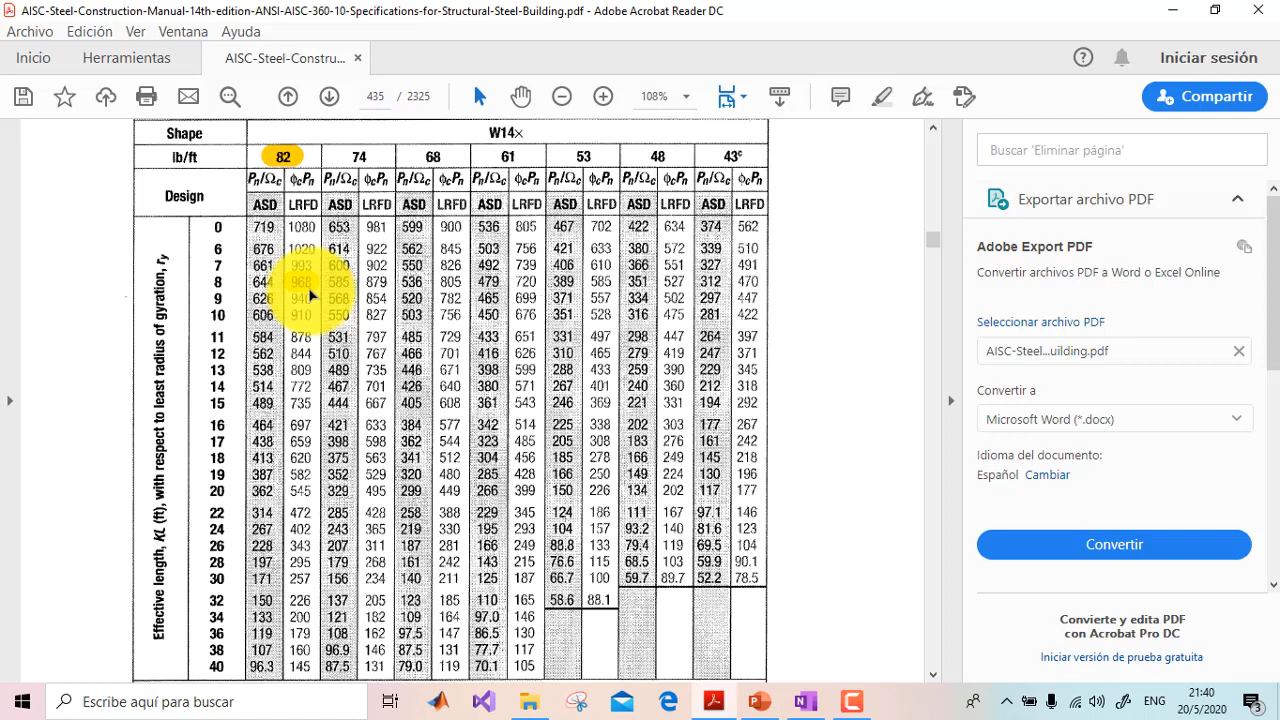 AISC-Steel-Construction-Manual-14th-edition-ANSI-AISC-360-10-Specifications-for-Structural-Steel-Building.pdf - Adobe Acrobat Reader DC
Archivo Edición Ver Ventana Ayuda
Inicio Herramientas AISC-Steel-Constru... × Iniciar sesión
435 / 2325 108% Compartir
Shape W14×
lb/ft 82 74 68 61 53 48 43ᶜ
Design Pn/Ωc ϕcPn Pn/Ωc ϕcPn Pn/Ωc ϕcPn Pn/Ωc ϕcPn Pn/Ωc ϕcPn Pn/Ωc ϕcPn Pn/Ωc ϕcPn
ASD LRFD ASD LRFD ASD LRFD ASD LRFD ASD LRFD ASD LRFD ASD LRFD
Effective length, KL (ft), with respect to least radius of gyration, ry
0 719 1080 653 981 599 900 536 805 467 702 422 634 374 562
6 676 1020 614 922 562 845 503 756 421 633 380 572 339 510
7 661 993 600 902 550 826 492 739 406 610 366 551 327 491
8 644 968 585 879 536 805 479 720 389 585 351 527 312 470
9 626 940 568 854 520 782 465 699 371 557 334 502 297 447
10 606 910 550 827 503 756 450 676 351 528 316 475 281 422
11 584 878 531 797 485 729 433 651 331 497 298 447 264 397
12 562 844 510 767 466 701 416 626 310 465 279 419 247 371
13 538 809 489 735 446 671 398 599 288 433 259 390 229 345
14 514 772 467 701 426 640 380 571 267 401 240 360 212 318
15 489 735 444 667 405 608 361 543 246 369 221 331 194 292
16 464 697 421 633 384 577 342 514 225 338 202 303 177 267
17 438 659 398 598 362 544 323 485 205 308 183 276 161 242
18 413 620 375 563 341 512 304 456 185 278 166 249 145 218
19 387 582 352 529 320 480 285 428 166 250 149 224 130 196
20 362 545 329 495 299 449 266 399 150 226 134 202 117 177
22 314 472 285 428 258 388 229 345 124 186 111 167 97.1 146
24 267 402 243 365 219 330 195 293 104 157 93.2 140 81.6 123
26 228 343 207 311 187 281 166 249 88.8 133 79.4 119 69.5 104
28 197 295 179 268 161 242 143 215 76.6 115 68.5 103 59.9 90.1
30 171 257 156 234 140 211 125 187 66.7 100 59.7 89.7 52.2 78.5
32 150 226 137 205 123 185 110 165 58.6 88.1
34 133 200 121 182 109 164 97.0 146
36 119 179 108 162 97.5 147 86.5 130
38 107 160 96.9 146 87.5 131 77.7 117
40 96.3 145 87.5 131 79.0 119 70.1 105
Buscar 'Eliminar página'
Exportar archivo PDF
Adobe Export PDF
Convertir archivos PDF a Word o Excel Online
Seleccionar archivo PDF
AISC-Steel...uilding.pdf
Convertir a
Microsoft Word (*.docx)
Idioma del documento:
Español Cambiar
Convertir
Convierte y edita PDF
con Acrobat Pro DC
Iniciar versión de prueba gratuita
Escribe aquí para buscar
ENG
21:40
20/5/2020
3